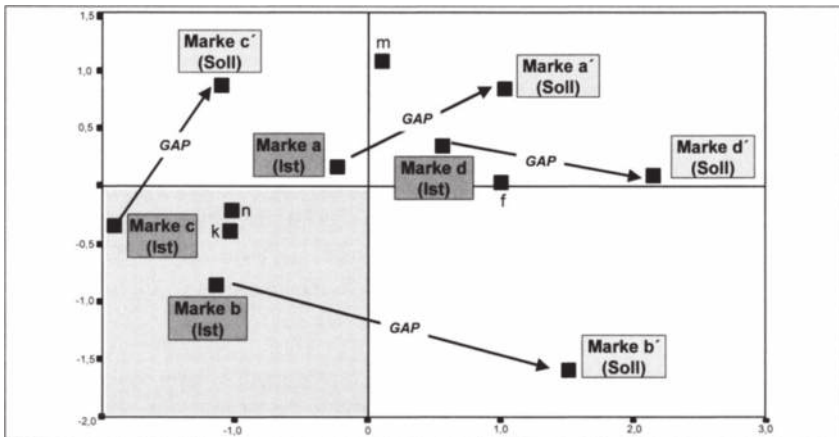 1,5
m
Marke c´
(Soll)
Marke a´
(Soll)
1,0
GAP
GAP
0,5
Marke a
(Ist)
Marke d
(Ist)
GAP
Marke d´
(Soll)
f
n
k
Marke c
(Ist)
-0,5
Marke b
(Ist)
-1,0
GAP
Marke b´
(Soll)
-1,5
-2,0
-1,0
0
1,0
2,0
3,0